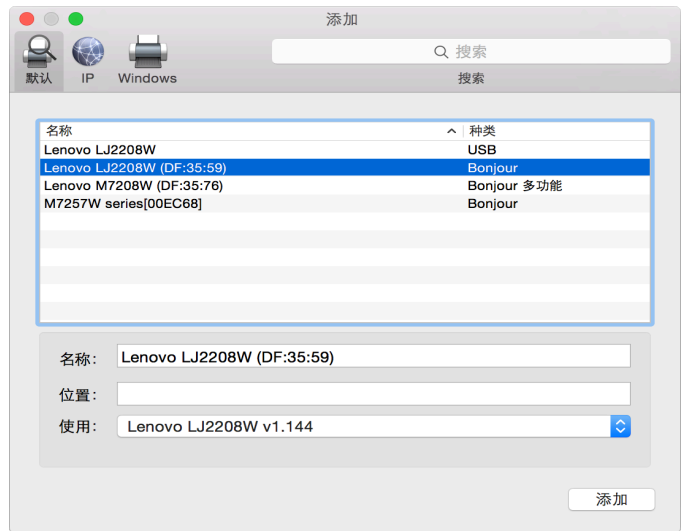 添加
默认 IP Windows
搜索
搜索
名称 种类
Lenovo LJ2208W USB
Lenovo LJ2208W (DF:35:59) Bonjour
Lenovo M7208W (DF:35:76) Bonjour 多功能
M7257W series[00EC68] Bonjour
名称: Lenovo LJ2208W (DF:35:59)
位置:
使用: Lenovo LJ2208W v1.144
添加